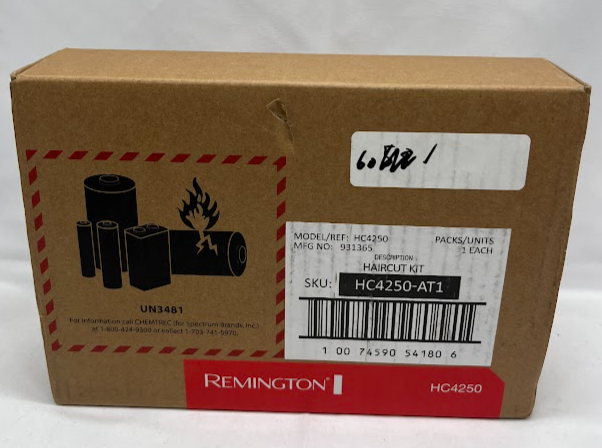 UN3481
For information call CHEMTREC (for Spectrum Brands, Inc.)
at 1-800-424-9300 or collect 1-703-741-5970.
MODEL/REF: HC4250
MFG NO: 931365
PACKS/UNITS
1 EACH
DESCRIPTION
HAIRCUT KIT
SKU: HC4250-AT1
1 00 74590 54180 6
REMINGTON®
HC4250